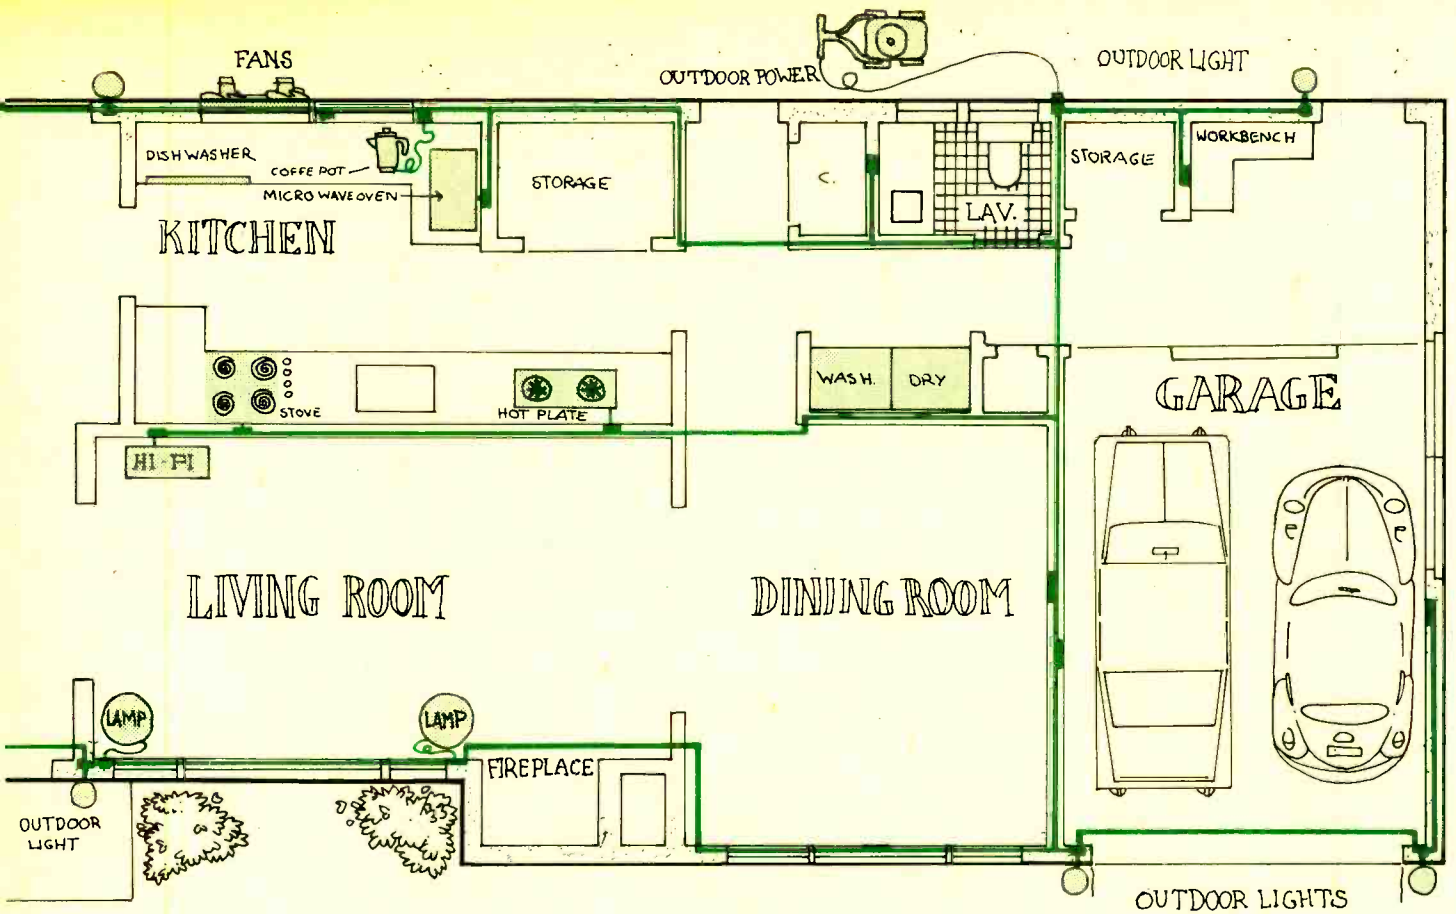 FANS
OUTDOOR POWER
OUTDOOR LIGHT
DISHWASHER
COFFE POT
MICRO WAVE OVEN
STORAGE
C.
LAV.
STORAGE
WORKBENCH
KITCHEN
STOVE
HOT PLATE
WASH.
DRY
GARAGE
HI-PI
LIVING ROOM
DINING ROOM
LAMP
LAMP
FIREPLACE
OUTDOOR
LIGHT
OUTDOOR LIGHTS